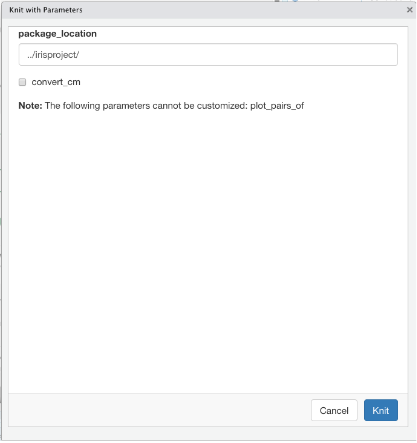 Knit with Parameters
package_location
../irisproject/
convert_cm
Note: The following parameters cannot be customized: plot_pairs_of
Cancel
Knit